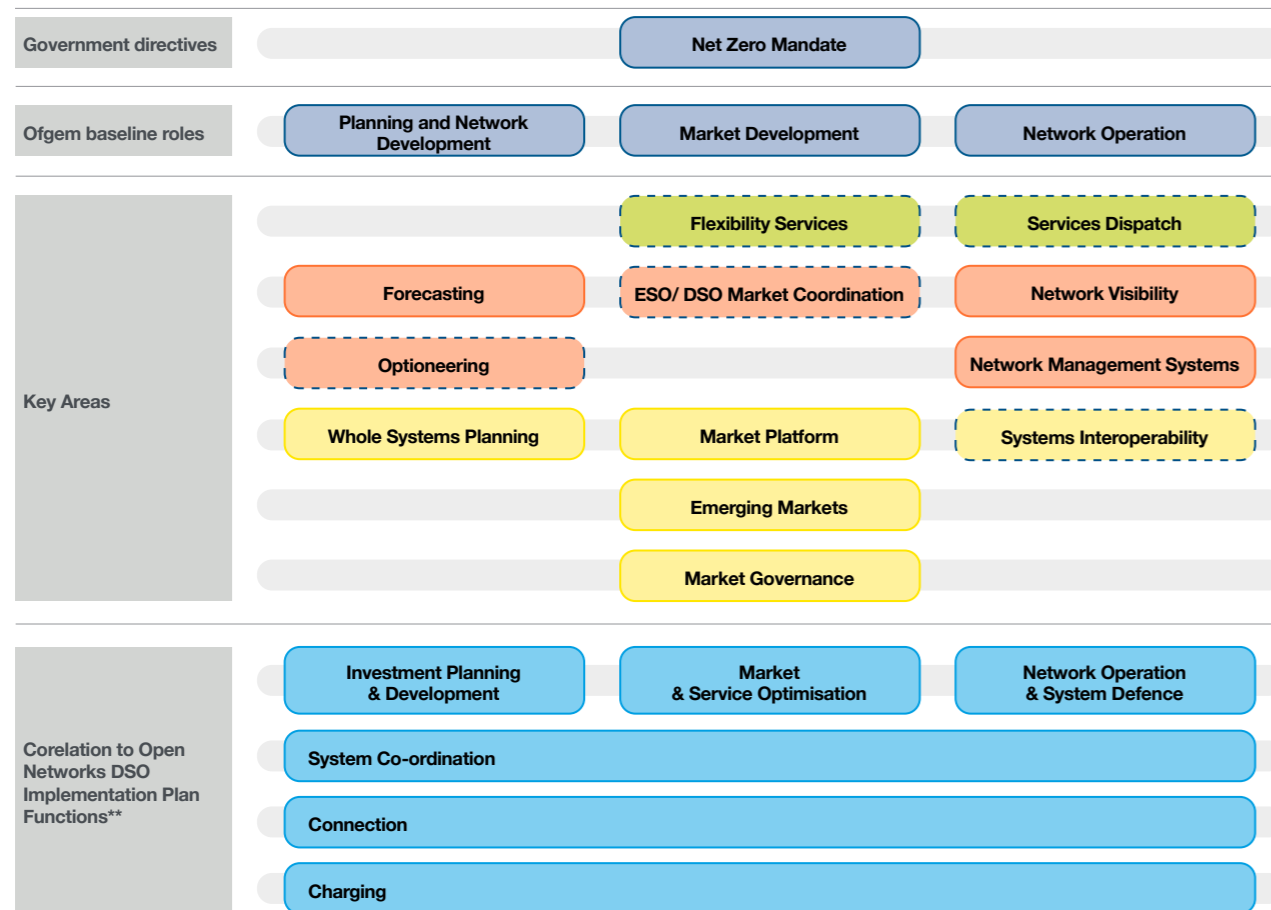 Government directives
Net Zero Mandate
Ofgem baseline roles
Planning and Network
Development
Market Development
Network Operation
Key Areas
Flexibility Services
Services Dispatch
Forecasting
ESO/ DSO Market Coordination
Network Visibility
Optioneering
Network Management Systems
Whole Systems Planning
Market Platform
Systems Interoperability
Emerging Markets
Market Governance
Corelation to Open
Networks DSO
Implementation Plan
Functions**
Investment Planning
& Development
Market
& Service Optimisation
Network Operation
& System Defence
System Co-ordination
Connection
Charging